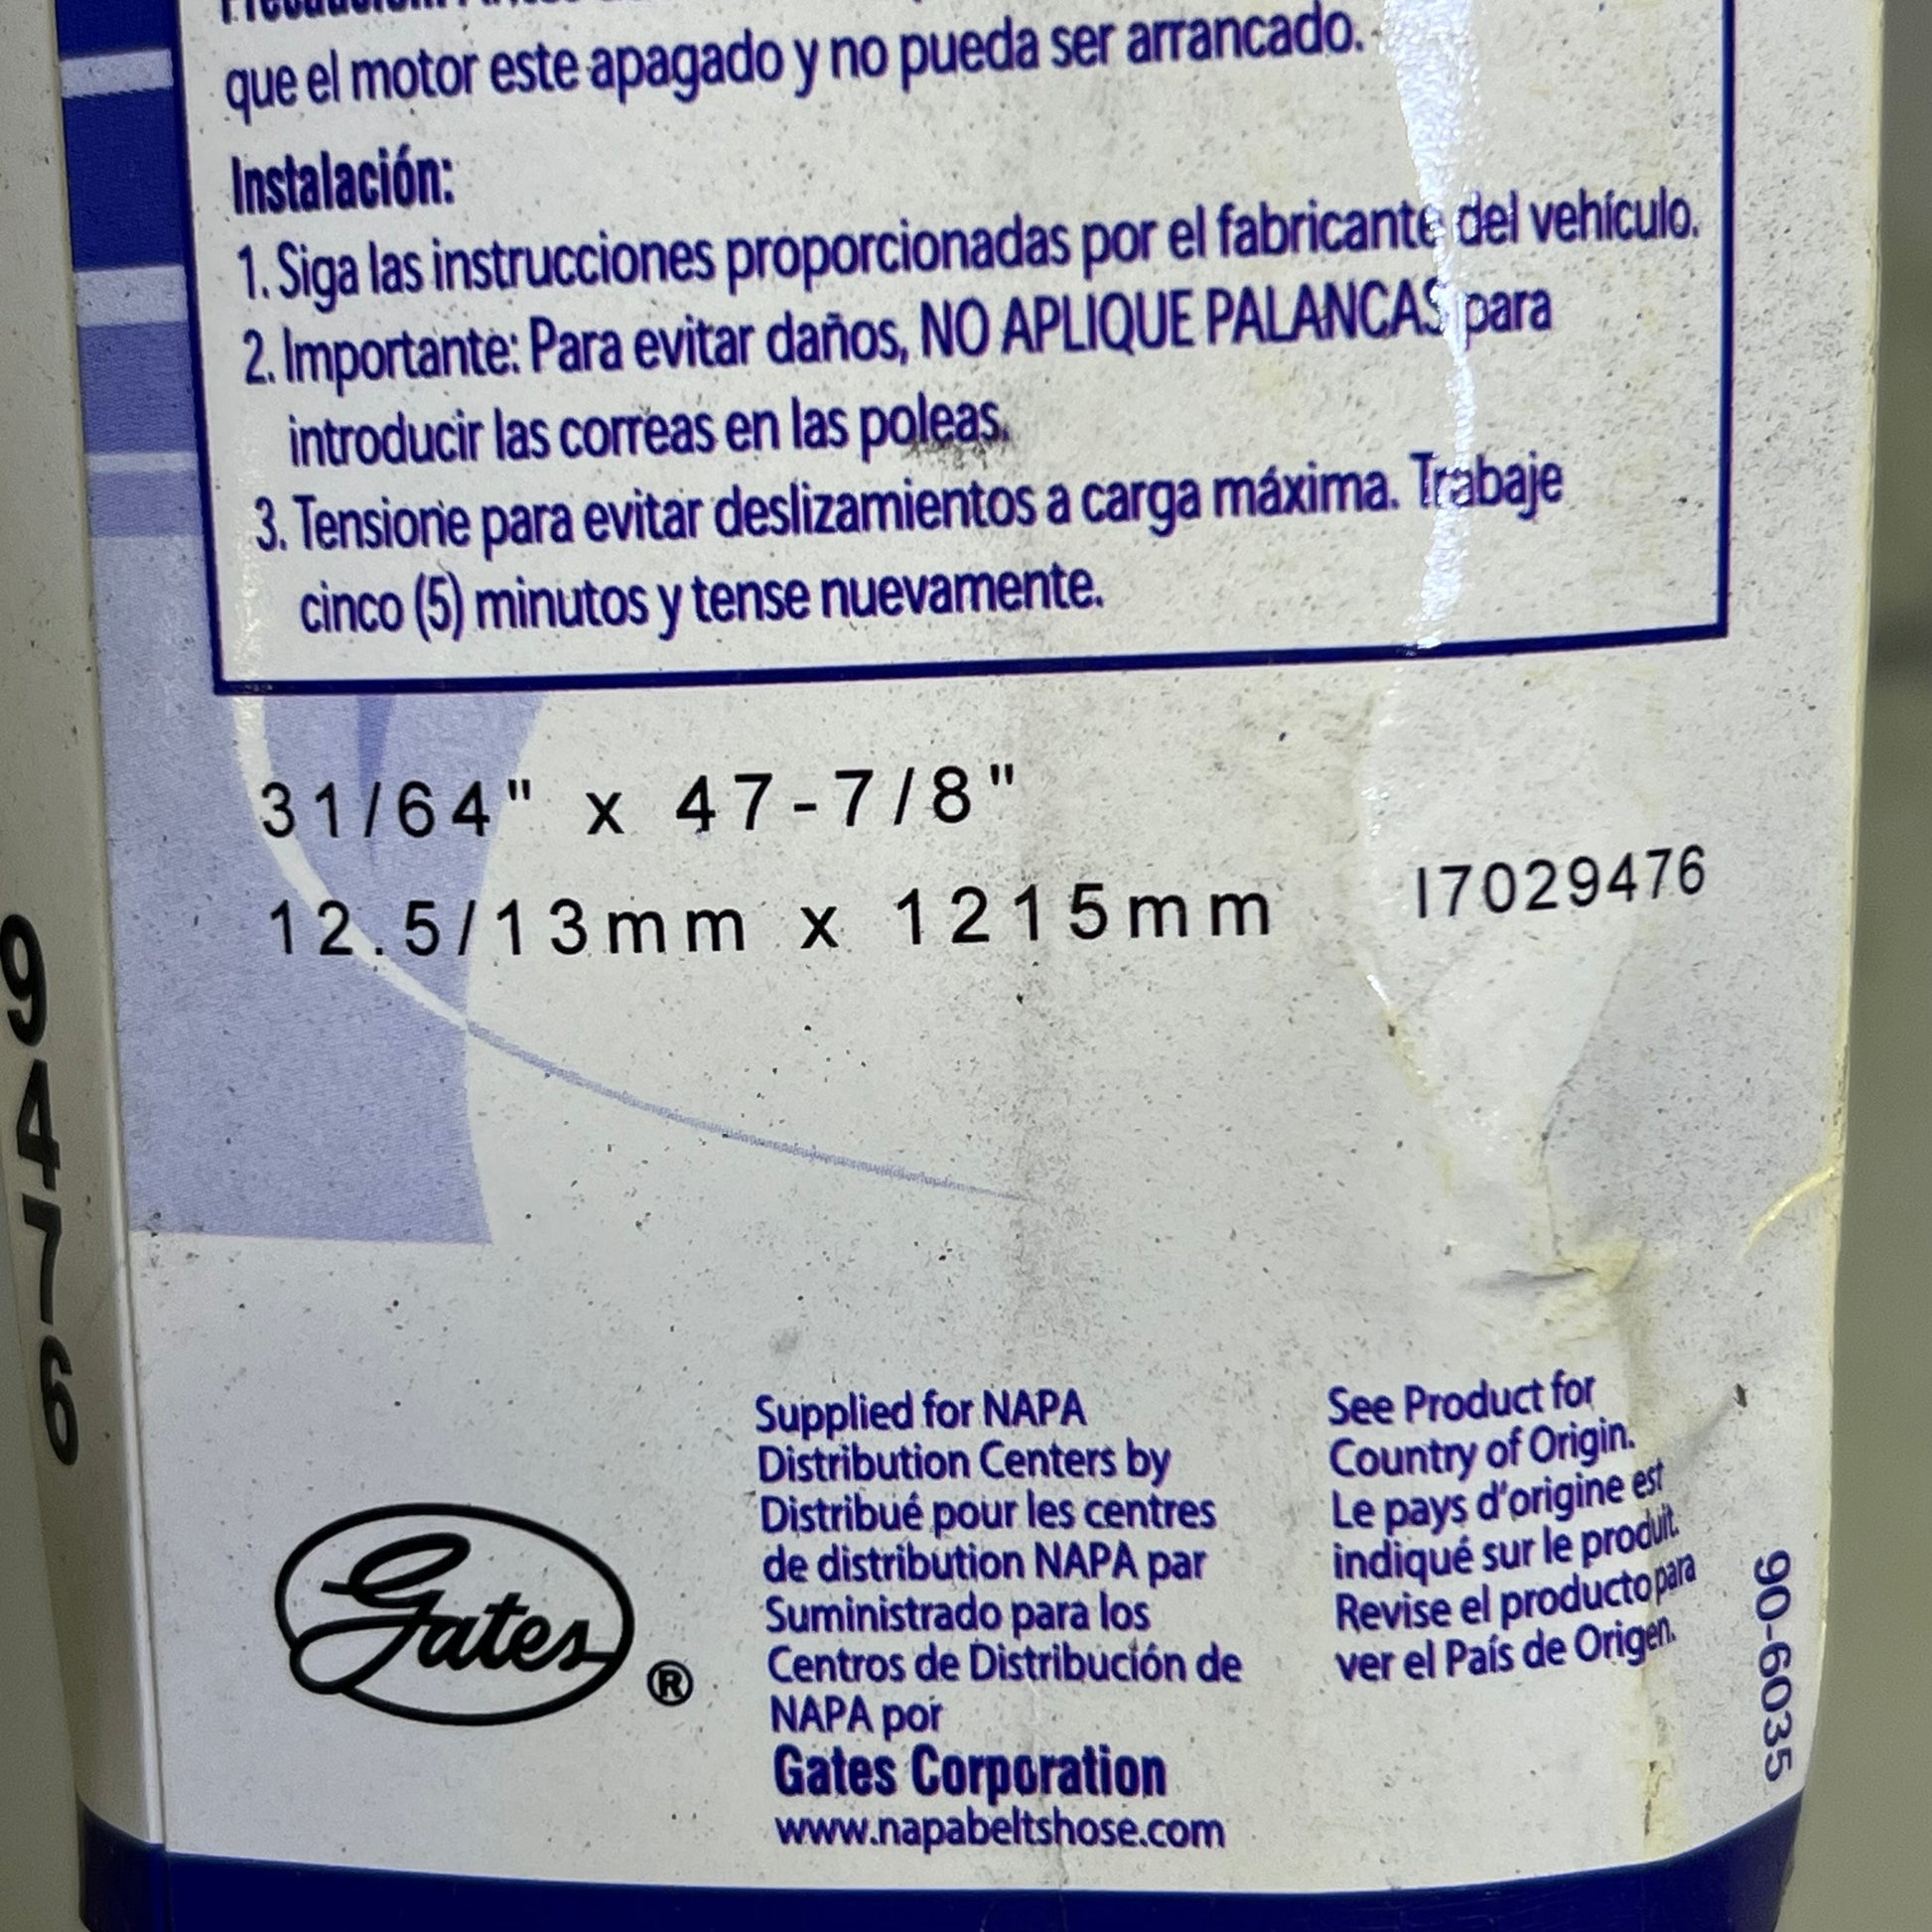 que el motor este apagado y no pueda ser arrancado.
Instalación:
1. Siga las instrucciones proporcionadas por el fabricante del vehículo.
2. Importante: Para evitar daños, NO APLIQUE PALANCAS para
introducir las correas en las poleas.
3. Tensione para evitar deslizamientos a carga máxima. Trabaje
cinco (5) minutos y tense nuevamente.
31/64" x 47-7/8"
12.5/13mm x 1215mm
17029476
9476
Gates ®
Supplied for NAPA
Distribution Centers by
Distribué pour les centres
de distribution NAPA par
Suministrado para los
Centros de Distribución de
NAPA por
Gates Corporation
www.napabeltshose.com
See Product for
Country of Origin.
Le pays d'origine est
indiqué sur le produit.
Revise el producto para
ver el País de Origen.
90-6035